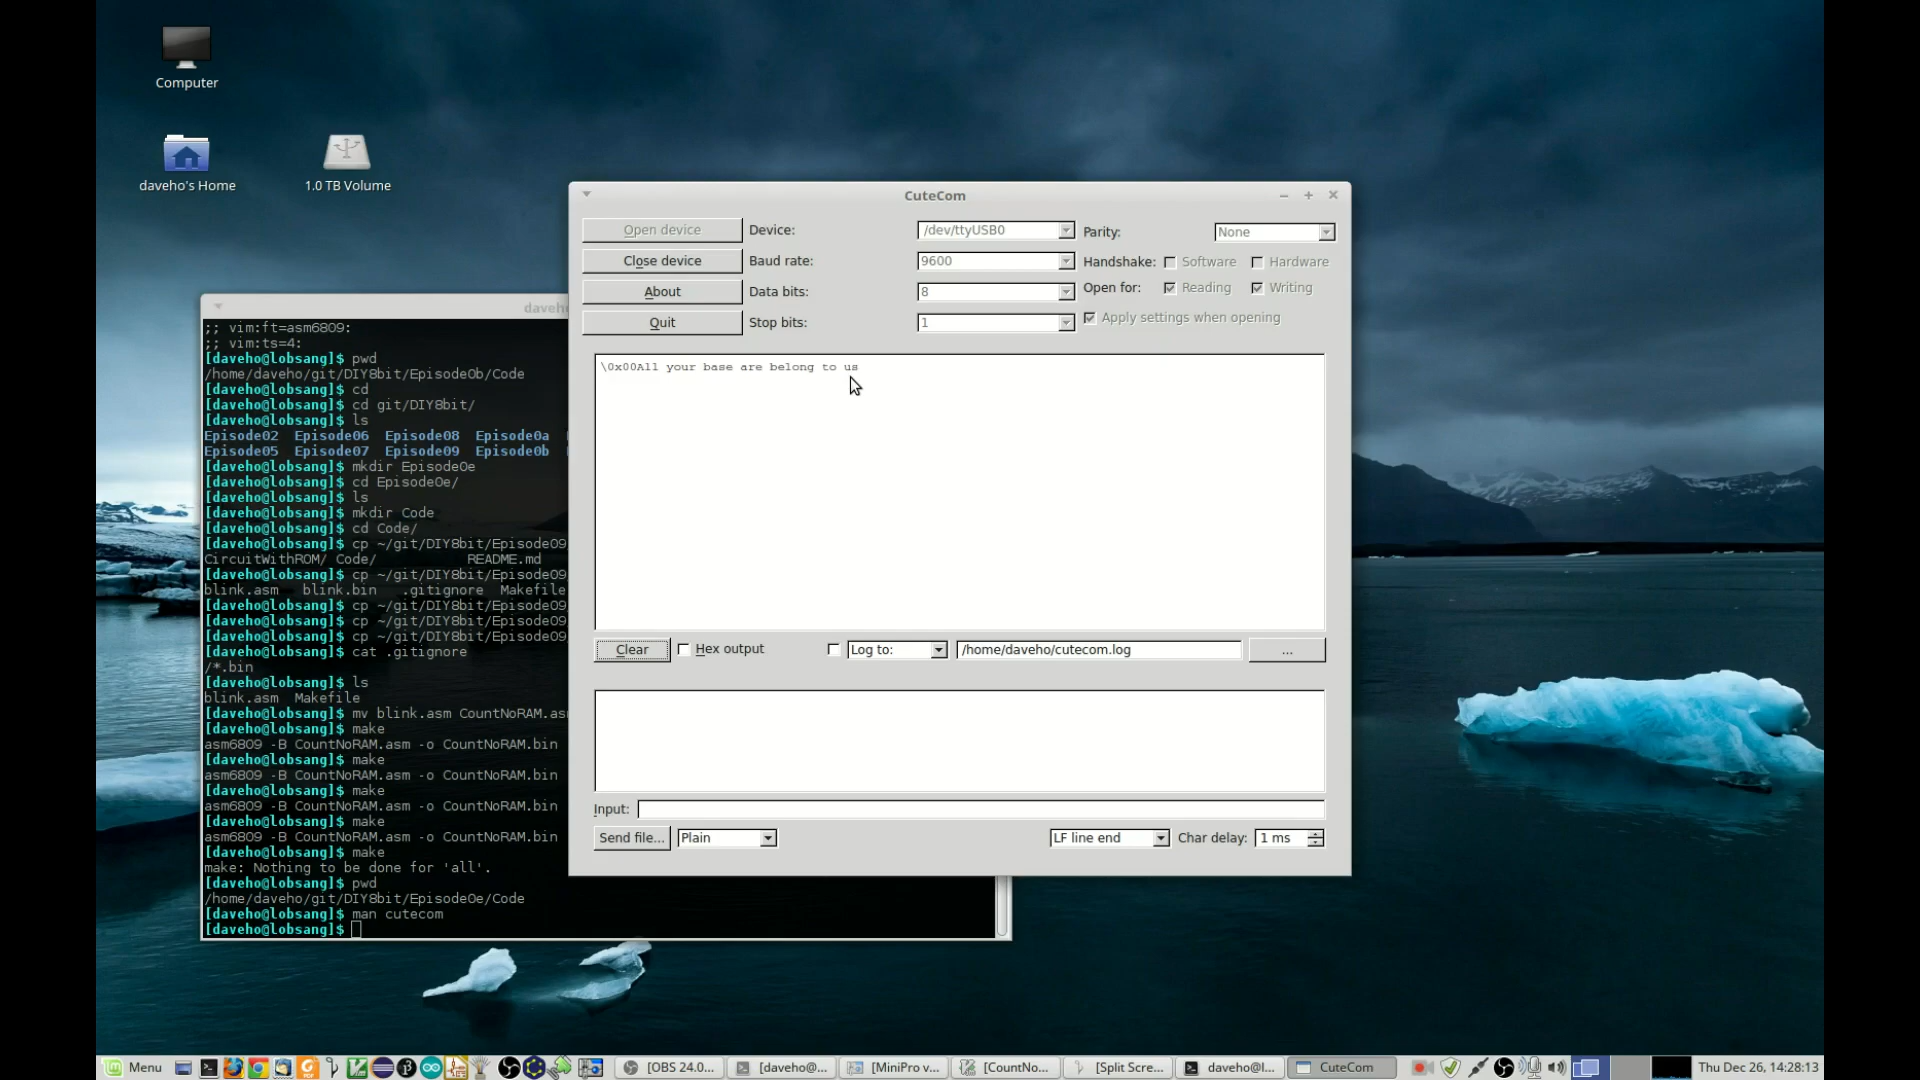 Computer
daveho's Home
1.0 TB Volume
CuteCom
Open device
Device:
/dev/ttyUSB0
Parity:
None
Close device
Baud rate:
9600
Handshake:
Software
Hardware
About
Data bits:
8
Open for:
Reading
Writing
Quit
Stop bits:
1
Apply settings when opening
\0x00All your base are belong to us
Clear
Hex output
Log to:
/home/daveho/cutecom.log
...
Input:
Send file...
Plain
LF line end
Char delay:
1 ms
daveho
;; vim:ft=asm6809:
;; vim:ts=4:
[daveho@lobsang]$ pwd
/home/daveho/git/DIY8bit/Episode0b/Code
[daveho@lobsang]$ cd
[daveho@lobsang]$ cd git/DIY8bit/
[daveho@lobsang]$ ls
Episode02 Episode06 Episode08 Episode0a
Episode05 Episode07 Episode09 Episode0b
[daveho@lobsang]$ mkdir Episode0e
[daveho@lobsang]$ cd Episode0e/
[daveho@lobsang]$ ls
[daveho@lobsang]$ mkdir Code
[daveho@lobsang]$ cd Code/
[daveho@lobsang]$ cp ~/git/DIY8bit/Episode09
CircuitWithROM/ Code/ README.md
[daveho@lobsang]$ cp ~/git/DIY8bit/Episode09
blink.asm blink.bin .gitignore Makefile
[daveho@lobsang]$ cp ~/git/DIY8bit/Episode09
[daveho@lobsang]$ cp ~/git/DIY8bit/Episode09
[daveho@lobsang]$ cp ~/git/DIY8bit/Episode09
[daveho@lobsang]$ cat .gitignore
/*.bin
[daveho@lobsang]$ ls
blink.asm Makefile
[daveho@lobsang]$ mv blink.asm CountNoRAM.as
[daveho@lobsang]$ make
asm6809 -B CountNoRAM.asm -o CountNoRAM.bin
[daveho@lobsang]$ make
asm6809 -B CountNoRAM.asm -o CountNoRAM.bin
[daveho@lobsang]$ make
asm6809 -B CountNoRAM.asm -o CountNoRAM.bin
[daveho@lobsang]$ make
asm6809 -B CountNoRAM.asm -o CountNoRAM.bin
[daveho@lobsang]$ make
make: Nothing to be done for 'all'.
[daveho@lobsang]$ pwd
/home/daveho/git/DIY8bit/Episode0e/Code
[daveho@lobsang]$ man cutecom
[daveho@lobsang]$
Menu
[OBS 24.0...
[daveho@...
[MiniPro v...
[CountNo...
[Split Scre...
daveho@l...
CuteCom
Thu Dec 26, 14:28:13